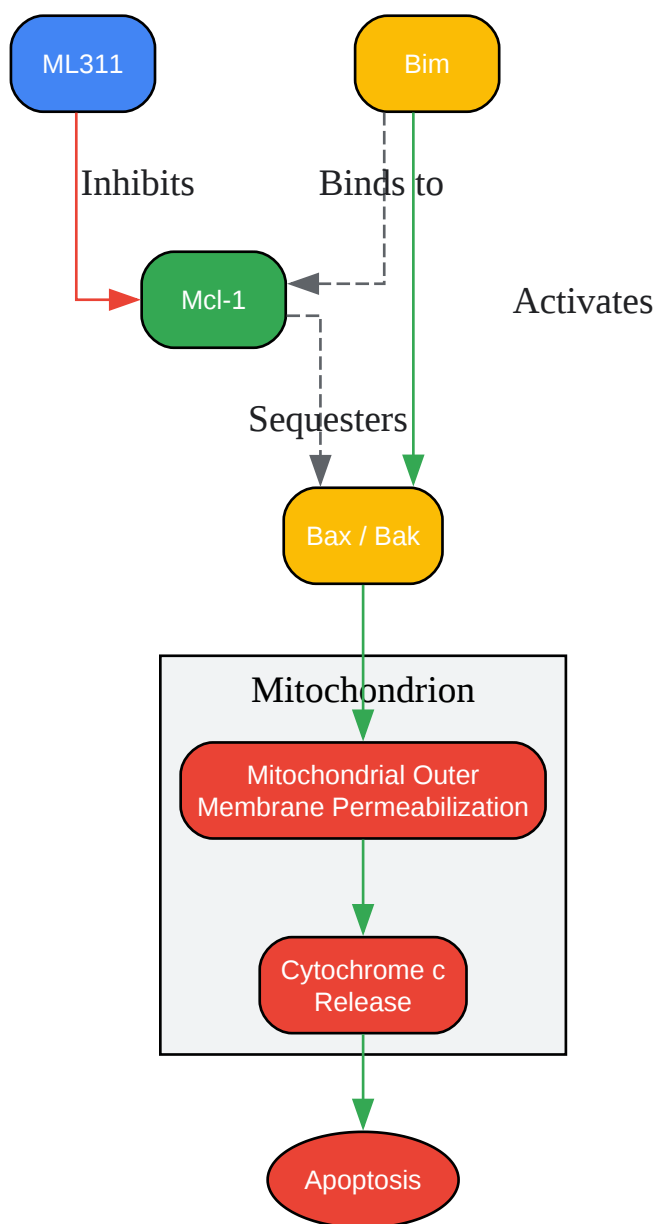 ML311
Bim
Inhibits
Binds to
Mcl-1
Activates
Sequesters
Bax / Bak
Mitochondrion
Mitochondrial Outer
Membrane Permeabilization
Cytochrome c
Release
Apoptosis